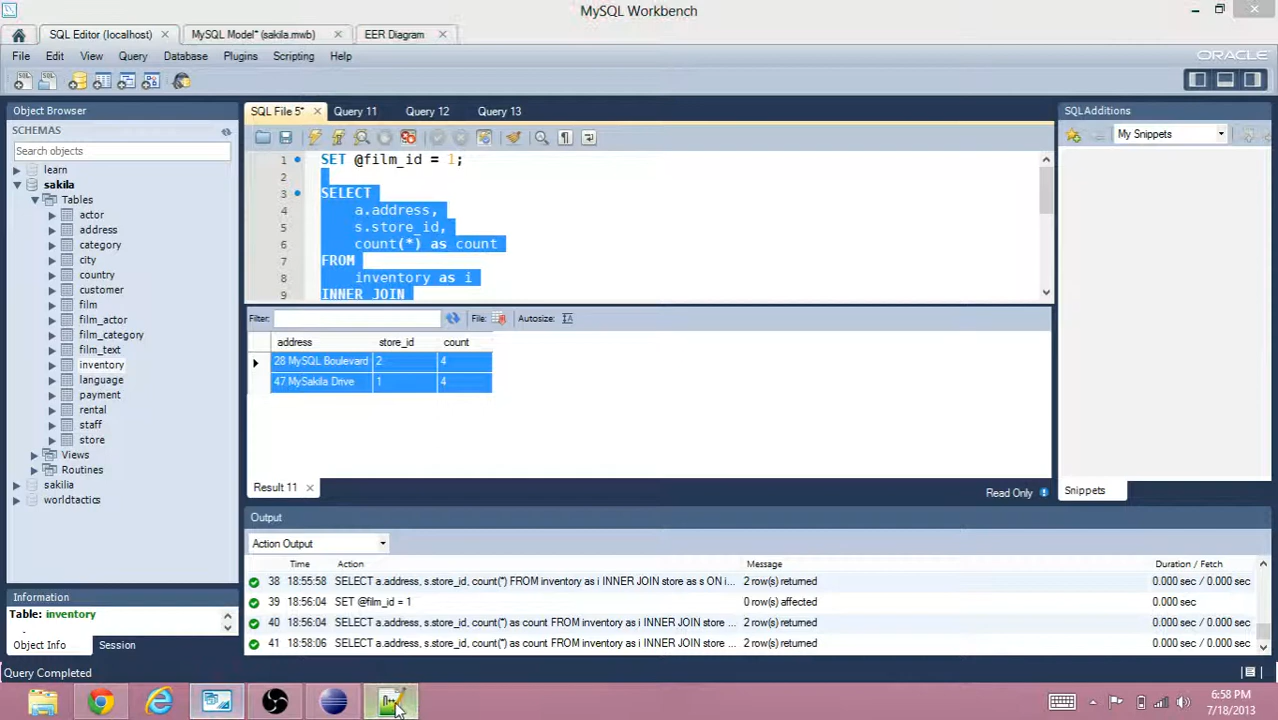 MySQL Workbench
SQL Editor (localhost)
MySQL Model* (sakila.mwb)
EER Diagram
File Edit View Query Database Plugins Scripting Help
ORACLE
Object Browser
SCHEMAS
Search objects
learn
sakila
Tables
actor
address
category
city
country
customer
film
film_actor
film_category
film_text
inventory
language
payment
rental
staff
store
Views
Routines
sakilia
worldtactics
Information
Table: inventory
Object Info Session
SQL File 5* Query 11 Query 12 Query 13
1 SET @film_id = 1;
2
3 SELECT
4 a.address,
5 s.store_id,
6 count(*) as count
7 FROM
8 inventory as i
9 INNER JOIN
Filter: File: Autosize:
address store_id count
28 MySQL Boulevard 2 4
47 MySakila Drive 1 4
Result 11
Read Only
SQL Additions
My Snippets
Snippets
Output
Action Output
Time Action Message Duration / Fetch
38 18:55:58 SELECT a.address, s.store_id, count(*) FROM inventory as i INNER JOIN store as s ON i... 2 row(s) returned 0.000 sec / 0.000 sec
39 18:56:04 SET @film_id = 1 0 row(s) affected 0.000 sec
40 18:56:04 SELECT a.address, s.store_id, count(*) as count FROM inventory as i INNER JOIN store ... 2 row(s) returned 0.000 sec / 0.000 sec
41 18:58:06 SELECT a.address, s.store_id, count(*) as count FROM inventory as i INNER JOIN store ... 2 row(s) returned 0.000 sec / 0.000 sec
Query Completed
6:58 PM
7/18/2013